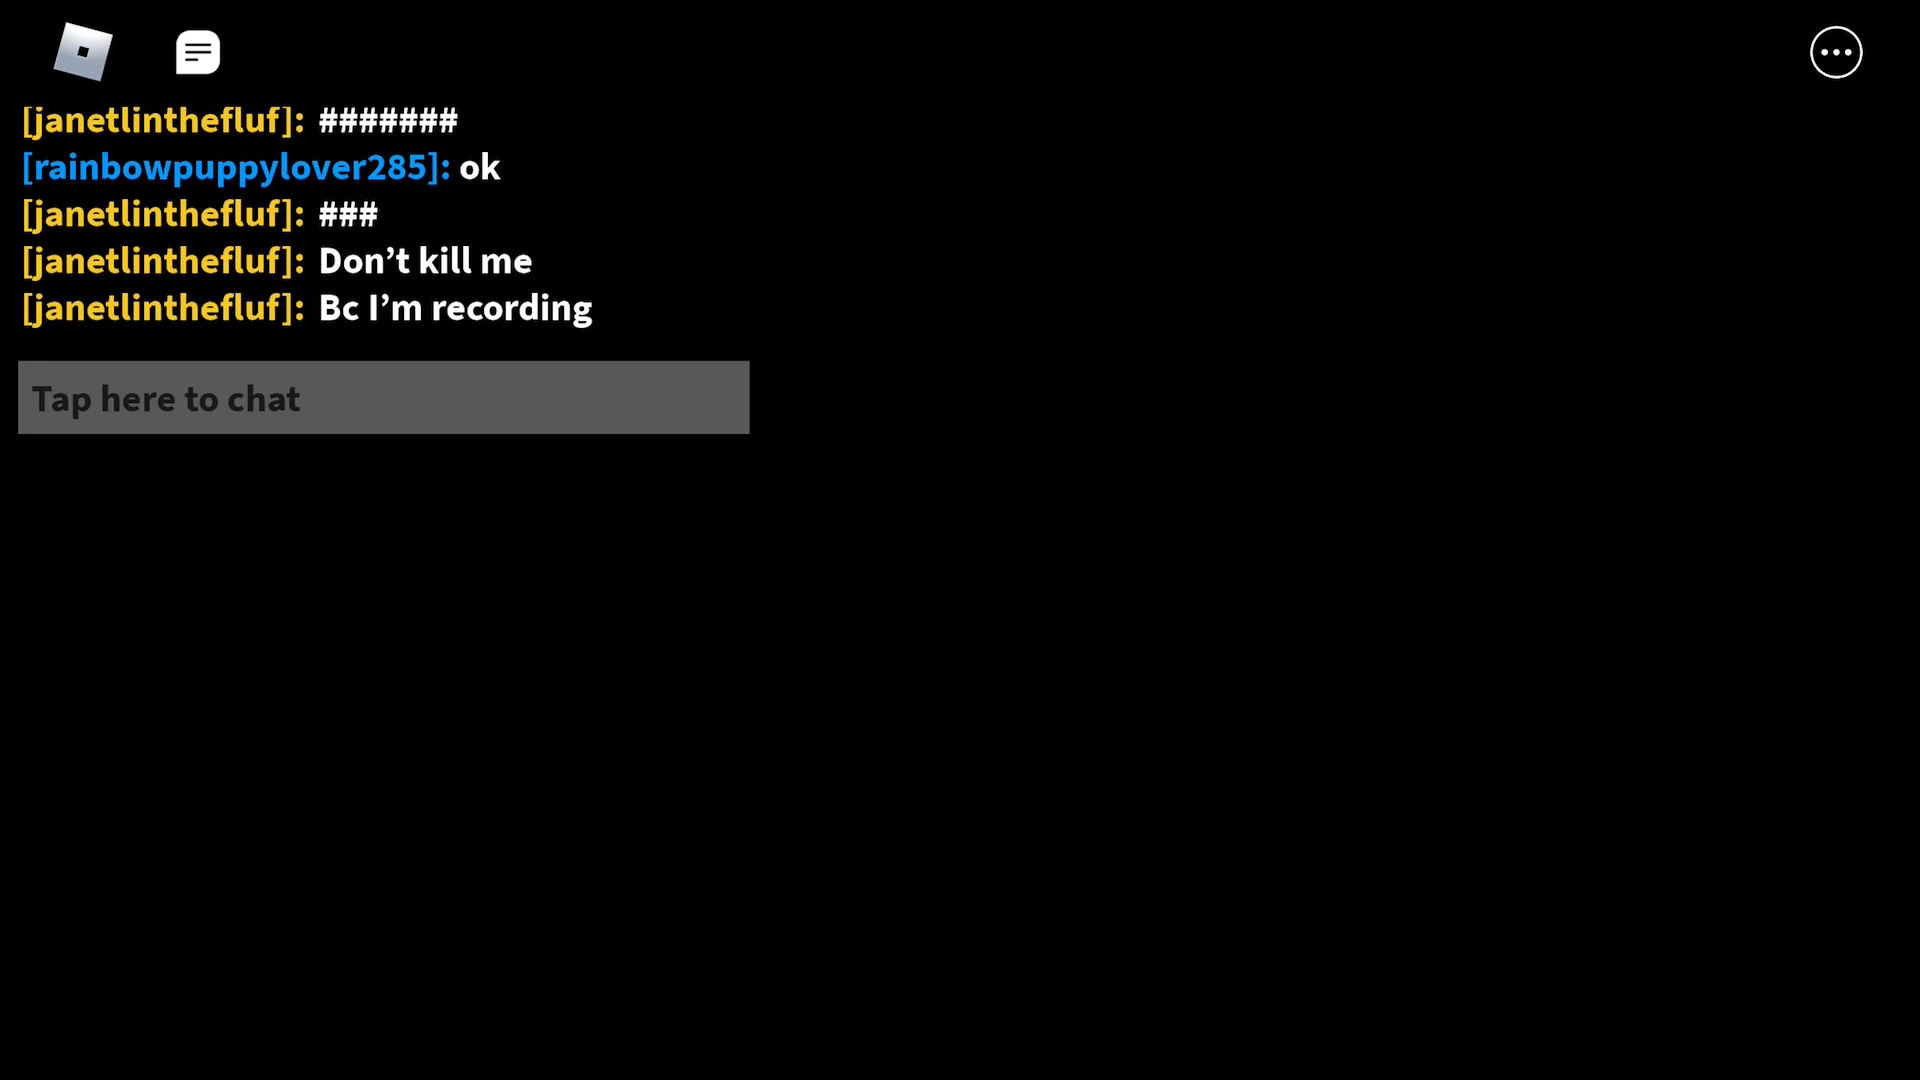 [janetlinthefluf]: #######
[rainbowpuppylover285]: ok
[janetlinthefluf]: ###
[janetlinthefluf]: Don’t kill me
[janetlinthefluf]: Bc I’m recording
Tap here to chat